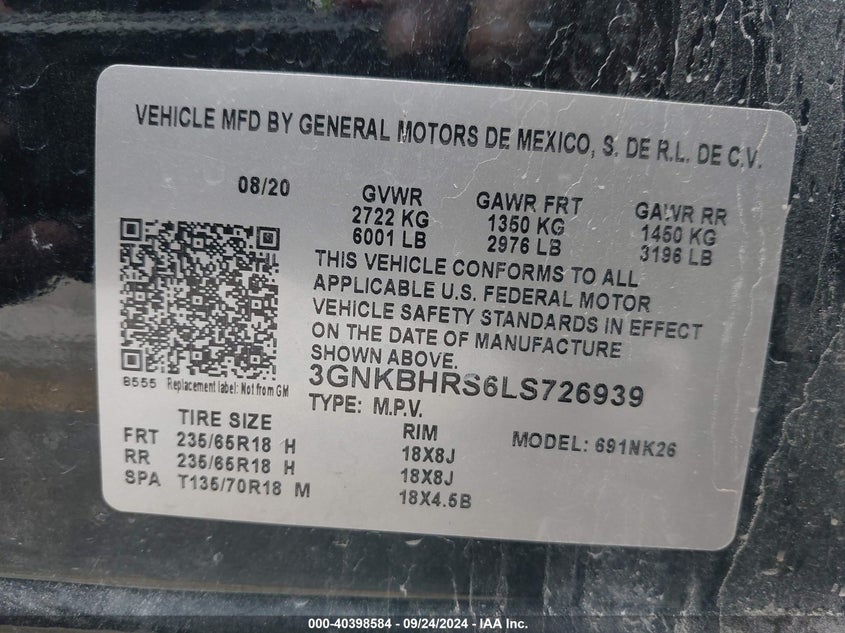 VEHICLE MFD BY GENERAL MOTORS DE MEXICO, S. DE R.L. DE C.V.
08/20 GVWR GAWR FRT GAWR RR
2722 KG 1350 KG 1450 KG
6001 LB 2976 LB 3196 LB
THIS VEHICLE CONFORMS TO ALL
APPLICABLE U.S. FEDERAL MOTOR
VEHICLE SAFETY STANDARDS IN EFFECT
ON THE DATE OF MANUFACTURE
SHOWN ABOVE.
B555 Replacement label: Not from GM
3GNKBHRS6LS726939
TYPE: M.P.V.
TIRE SIZE RIM MODEL: 691NK26
FRT 235/65R18 H 18X8J
RR 235/65R18 H 18X8J
SPA T135/70R18 M 18X4.5B
000-40398584 - 09/24/2024 - IAA Inc.